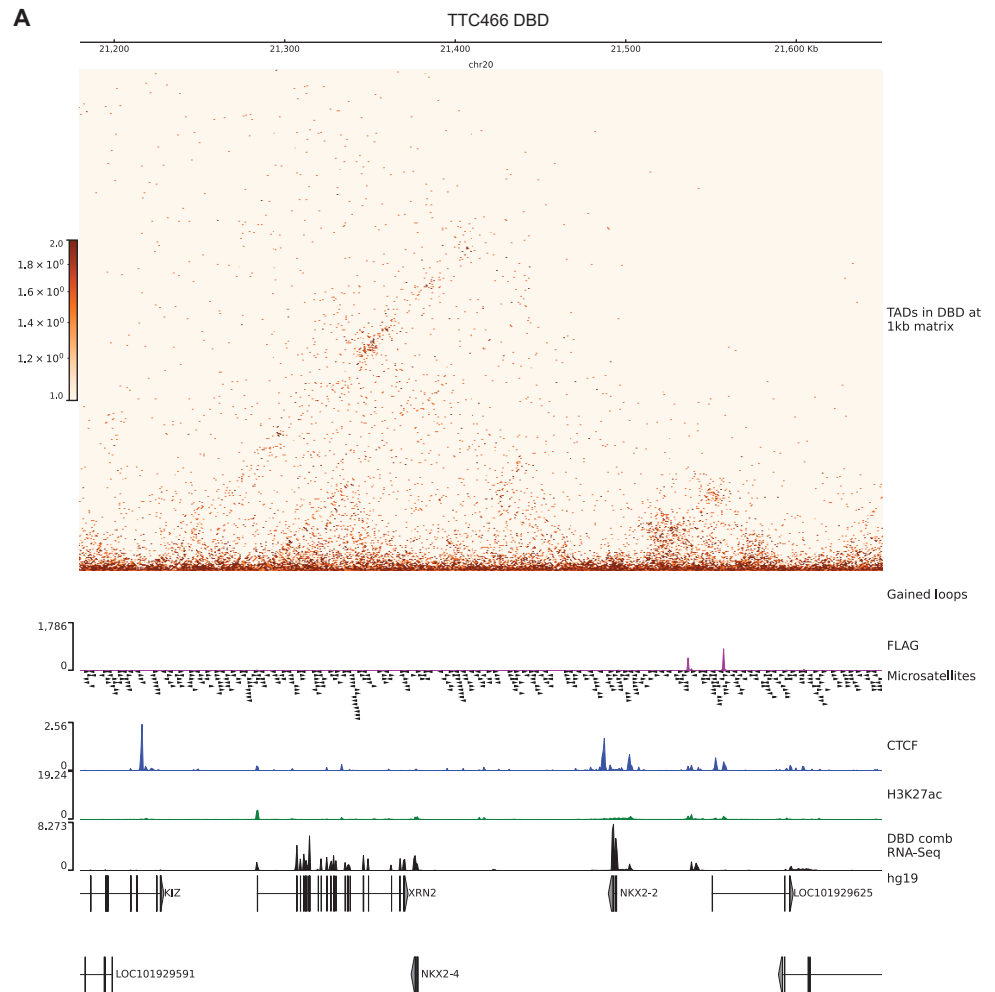 A
TTC466 DBD
21,200
21,300
21,400
21,500
21,600 Kb
chr20
2.0
1.8 × 10⁰
1.6 × 10⁰
1.4 × 10⁰
1.2 × 10⁰
1.0
TADs in DBD at
1kb matrix
Gained loops
1,786
0
FLAG
Microsatellites
2,56
0
CTCF
19,24
0
H3K27ac
8,273
0
DBD comb
RNA-Seq
hg19
KIZ
XRN2
NKX2-2
LOC101929625
LOC101929591
NKX2-4